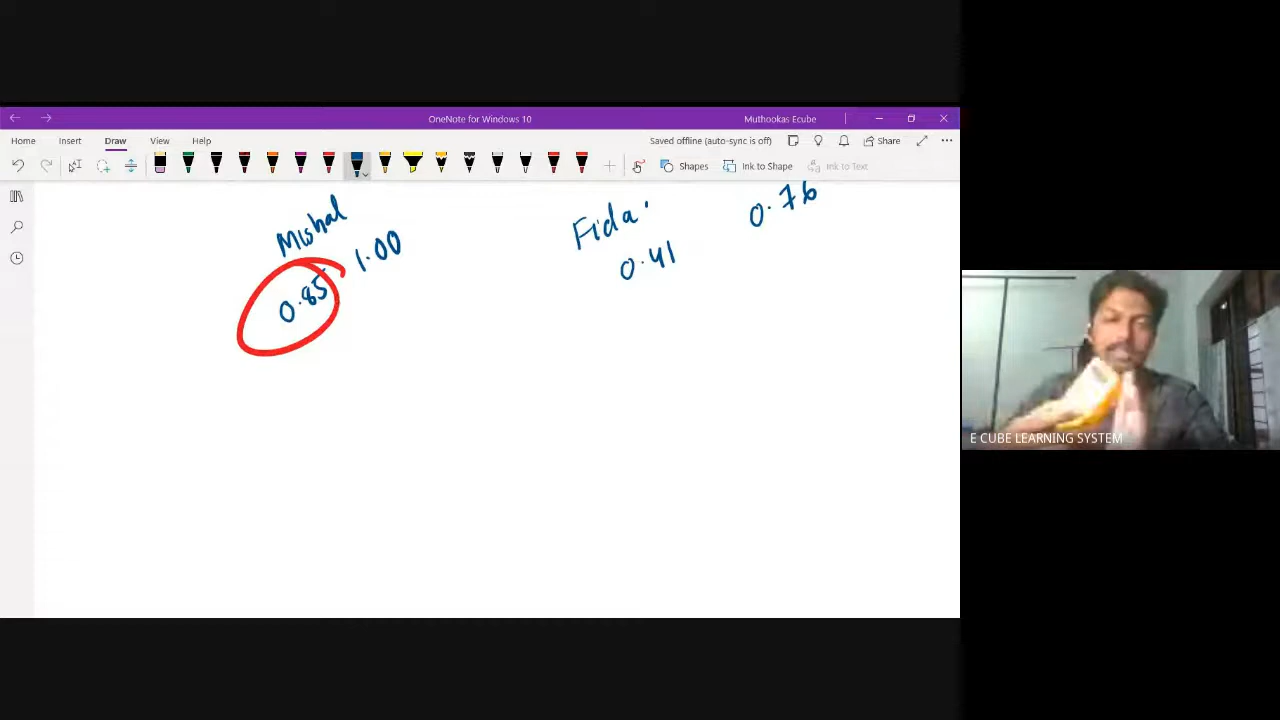 OneNote for Windows 10
Muthookas Ecube
Home Insert Draw View Help
Saved offline (auto-sync is off)
Share
Shapes
Ink to Shape
Ink to Text
Mishal
0.85 1.00
Fida
0.41
0.76
E CUBE LEARNING SYSTEM